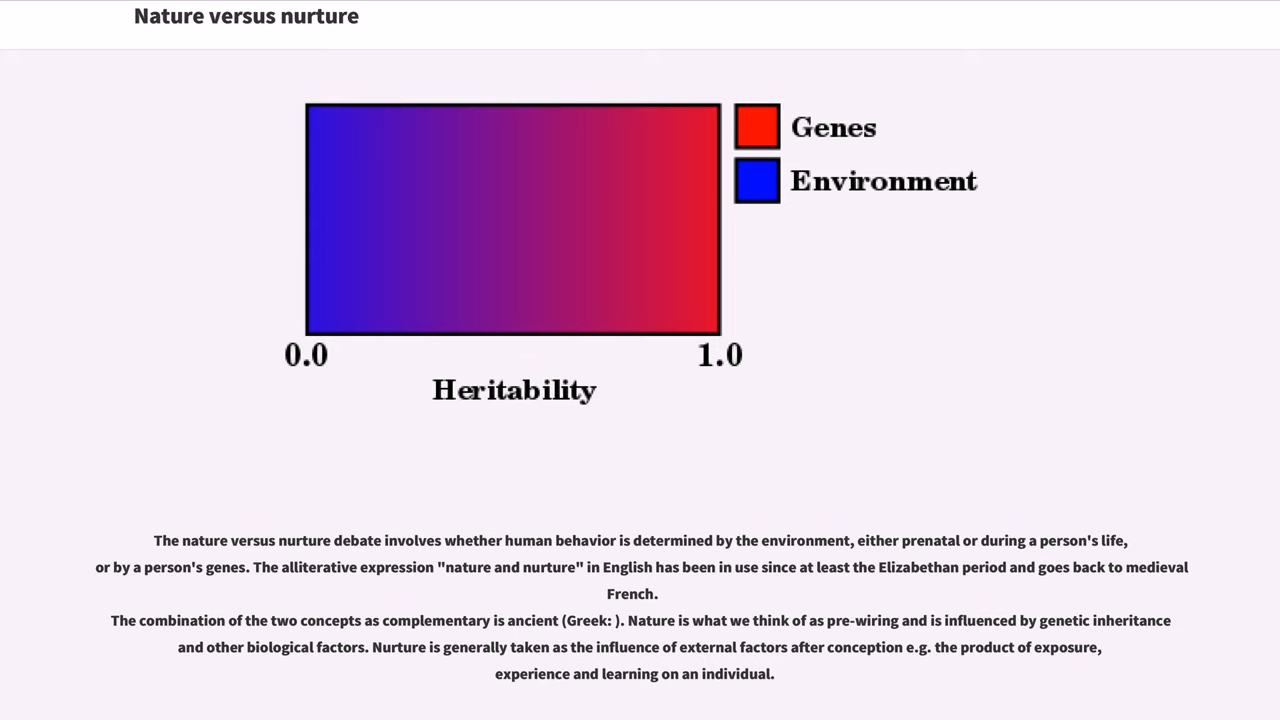 Nature versus nurture
Genes
Environment
0.0
1.0
Heritability
The nature versus nurture debate involves whether human behavior is determined by the environment, either prenatal or during a person's life,
or by a person's genes. The alliterative expression "nature and nurture" in English has been in use since at least the Elizabethan period and goes back to medieval
French.
The combination of the two concepts as complementary is ancient (Greek: ). Nature is what we think of as pre-wiring and is influenced by genetic inheritance
and other biological factors. Nurture is generally taken as the influence of external factors after conception e.g. the product of exposure,
experience and learning on an individual.